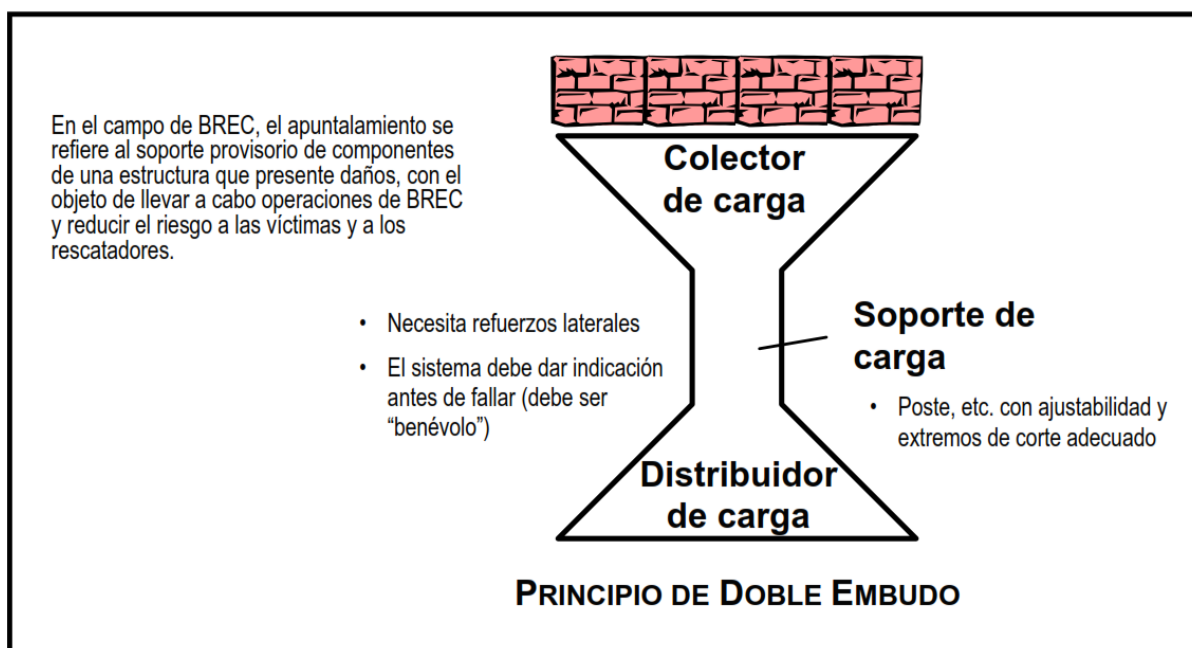 En el campo de BREC, el apuntalamiento se
refiere al soporte provisorio de componentes
de una estructura que presente daños, con el
objeto de llevar a cabo operaciones de BREC
y reducir el riesgo a las víctimas y a los
rescatadores.
Colector
de carga
• Necesita refuerzos laterales
• El sistema debe dar indicación
antes de fallar (debe ser
“benévolo”)
Soporte de
carga
• Poste, etc. con ajustabilidad y
extremos de corte adecuado
Distribuidor
de carga
PRINCIPIO DE DOBLE EMBUDO